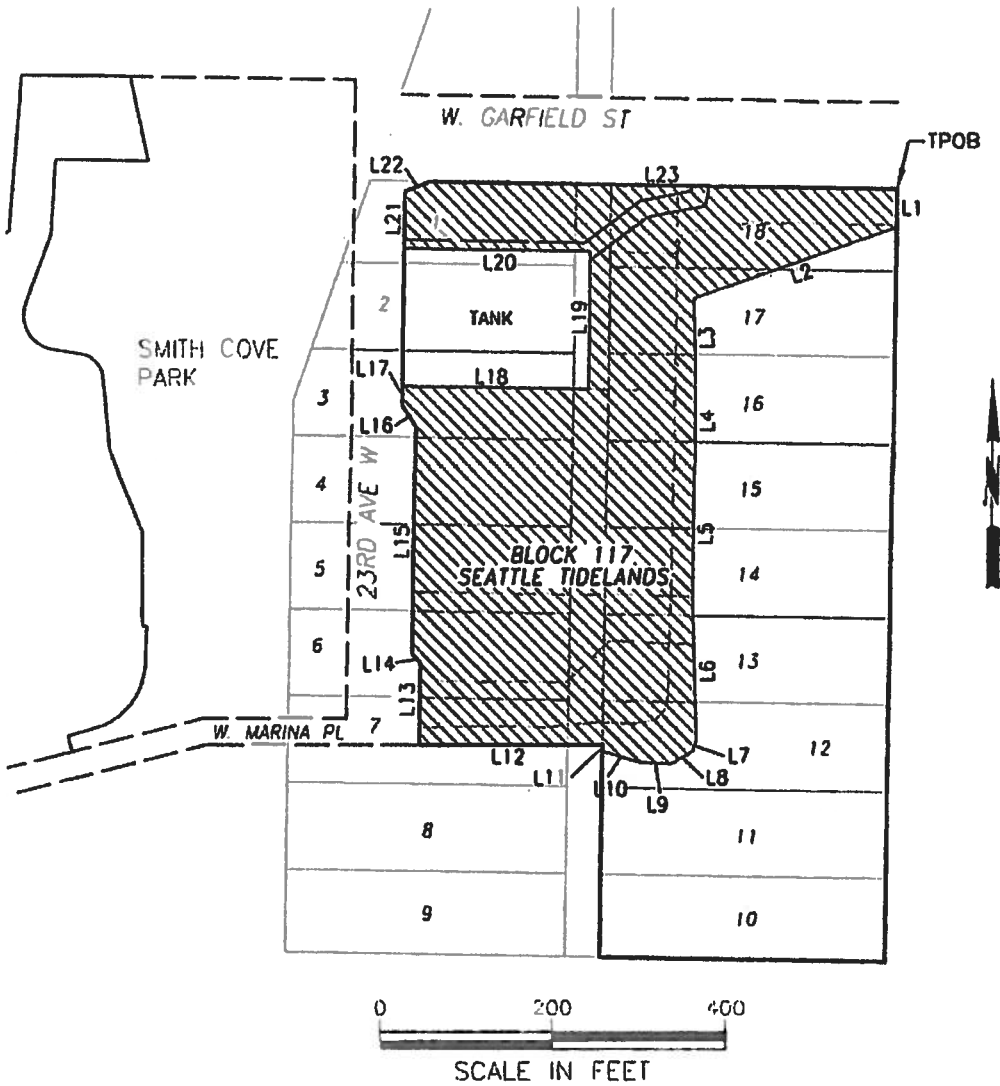 W. GARFIELD ST
TPOB
L22
L23
L1
L21
1
18
L20
L2
2
TANK
L19
17
L3
SMITH COVE
PARK
L17
L18
3
16
L4
L16
4
23RD AVE W
15
L15
L5
BLOCK 117
SEATTLE TIDELANDS
5
14
6
L14
13
L6
L13
7
W. MARINA PL
L12
L11
L7
12
L10
L9
L8
8
11
9
10
N
0 200 400
SCALE IN FEET